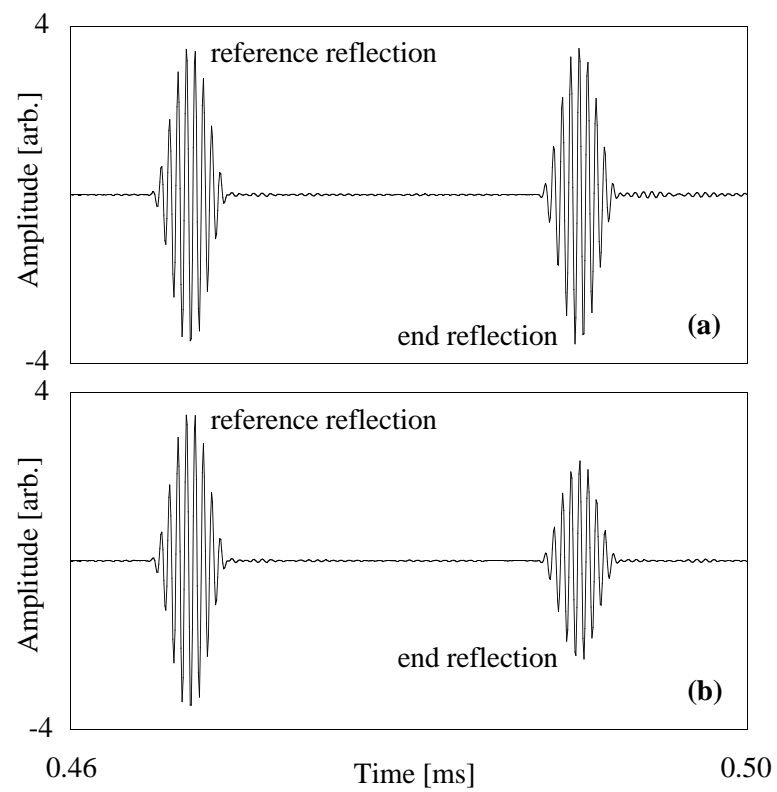 4
reference reflection
Amplitude [arb.]
end reflection
(a)
-4
4
reference reflection
Amplitude [arb.]
end reflection
(b)
-4
0.46
Time [ms]
0.50